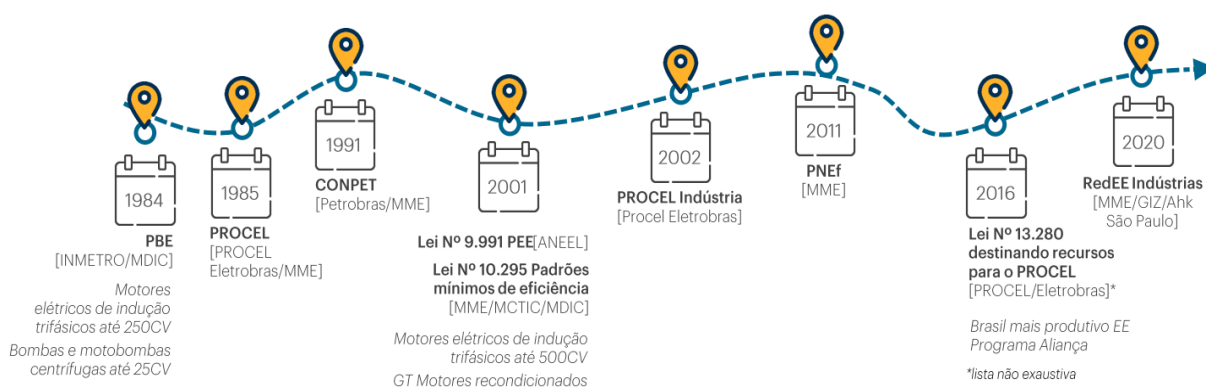 1984
PBE
[INMETRO/MDIC]
Motores
elétricos de indução
trifásicos até 250CV
Bombas e motobombas
centrífugas até 25CV
1985
PROCEL
[PROCEL
Eletrobras/MME]
1991
CONPET
[Petrobras/MME]
2001
Lei Nº 9.991 PEE[ANEEL]
Lei Nº 10.295 Padrões
mínimos de eficiência
[MME/MCTIC/MDIC]
Motores elétricos de indução
trifásicos até 500CV
GT Motores recondicionados
2002
PROCEL Indústria
[Procel Eletrobras]
2011
PNEf
[MME]
2016
Lei Nº 13.280
destinando recursos
para o PROCEL
[PROCEL/Eletrobras]*
Brasil mais produtivo EE
Programa Aliança
*lista não exaustiva
2020
RedEE Indústrias
[MME/GIZ/Ahk
São Paulo]